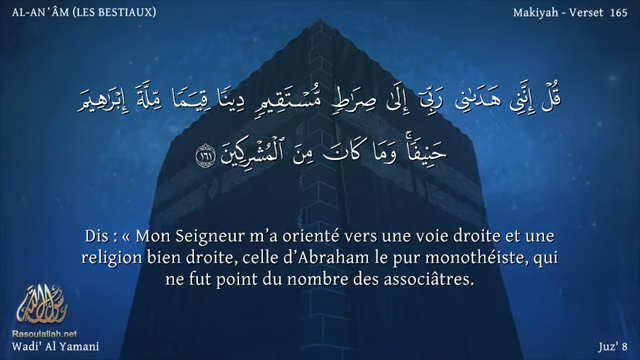 AL-AN‘ÂM (LES BESTIAUX)
Makiyah - Verset 165
قُلْ إِنَّنِي هَدَىٰنِي رَبِّيٓ إِلَىٰ صِرَٰطٍ مُّسْتَقِيمٍ دِينًا قِيَمًا مِّلَّةَ إِبْرَٰهِيمَ
حَنِيفًا ۚ وَمَا كَانَ مِنَ ٱلْمُشْرِكِينَ ١٦١
Dis : « Mon Seigneur m’a orienté vers une voie droite et une
religion bien droite, celle d’Abraham le pur monothéiste, qui
ne fut point du nombre des associâtres.
رسول الله
Rasoulallah.net
Wadi' Al Yamani
Juz' 8